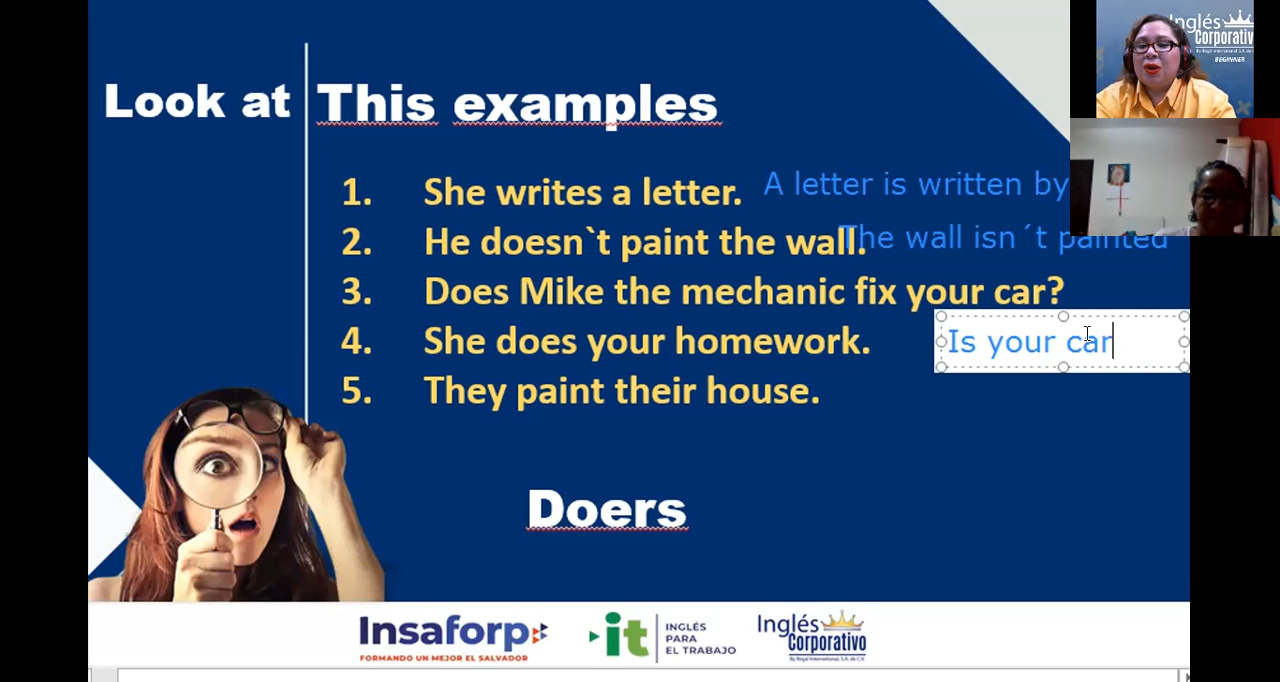 Inglés
Corporativo
BEGINNER
Look at
This examples
1. She writes a letter. A letter is written by
2. He doesn`t paint the wall. The wall isn´t painted
3. Does Mike the mechanic fix your car?
4. She does your homework. Is your car
5. They paint their house.
Doers
Insaforp
FORMANDO UN MEJOR EL SALVADOR
it
INGLÉS
PARA
EL TRABAJO
Inglés
Corporativo
By Regal International, S.A. de C.V.